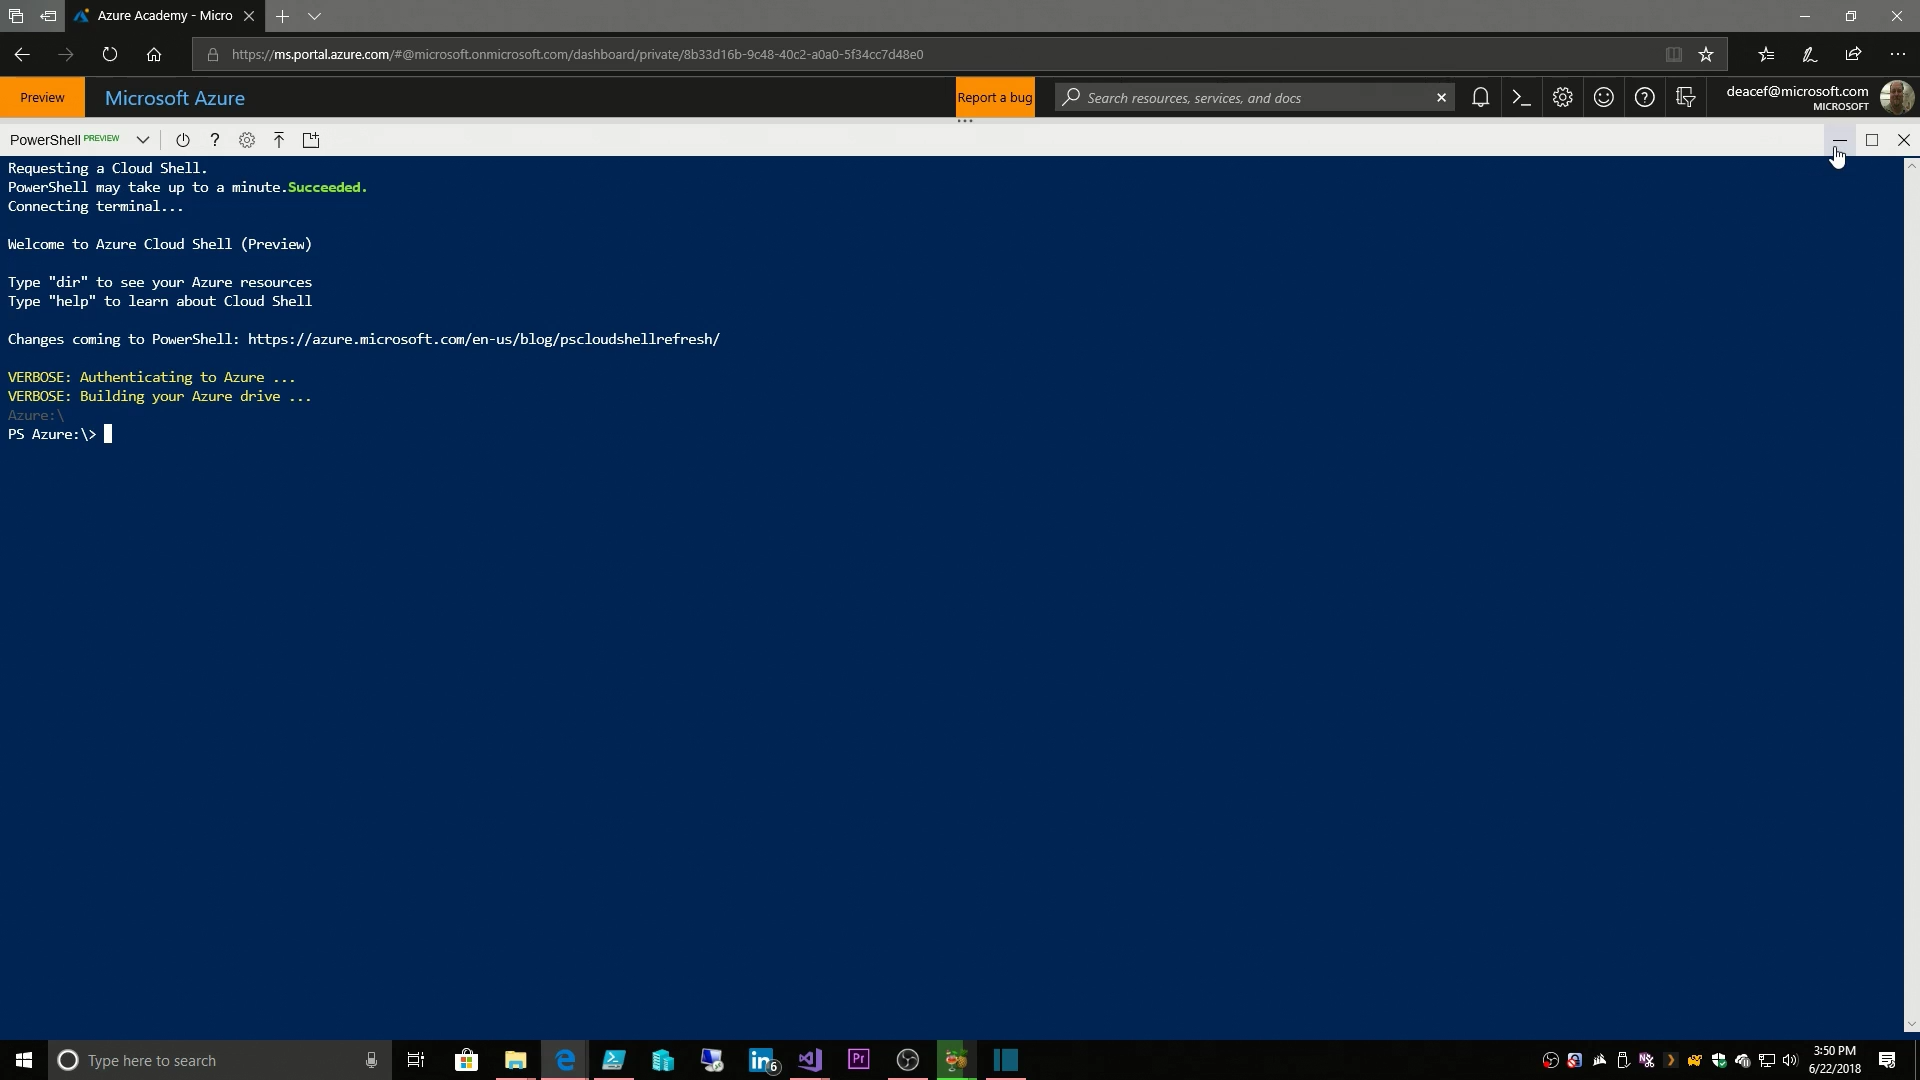 Azure Academy - Micro
https://ms.portal.azure.com/#@microsoft.onmicrosoft.com/dashboard/private/8b33d16b-9c48-40c2-a0a0-5f34cc7d48e0
Preview
Microsoft Azure
Report a bug
Search resources, services, and docs
deacef@microsoft.com
MICROSOFT
PowerShell PREVIEW
Requesting a Cloud Shell.
PowerShell may take up to a minute.Succeeded.
Connecting terminal...
Welcome to Azure Cloud Shell (Preview)
Type "dir" to see your Azure resources
Type "help" to learn about Cloud Shell
Changes coming to PowerShell: https://azure.microsoft.com/en-us/blog/pscloudshellrefresh/
VERBOSE: Authenticating to Azure ...
VERBOSE: Building your Azure drive ...
Azure:\
PS Azure:\>
Type here to search
in
6
Pr
3:50 PM
6/22/2018